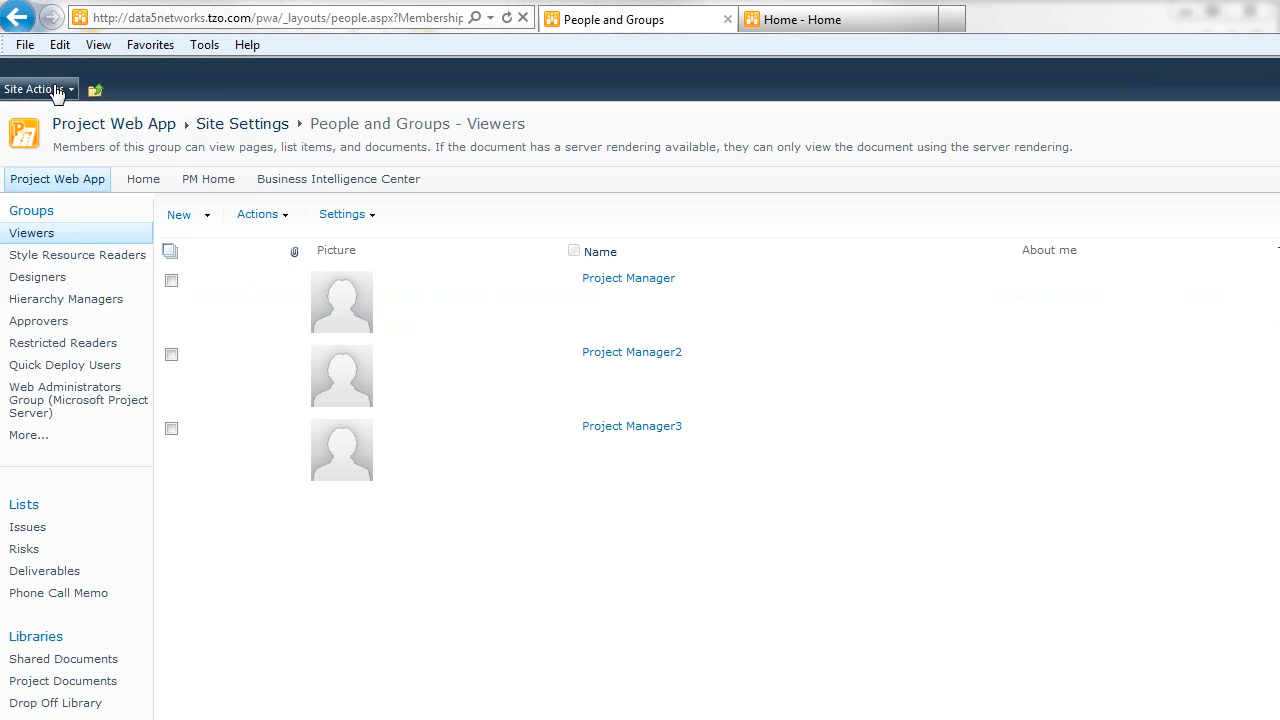 http://data5networks.tzo.com/pwa/_layouts/people.aspx?Membership
People and Groups
Home - Home
File Edit View Favorites Tools Help
Site Actions
Project Web App Site Settings People and Groups - Viewers
Members of this group can view pages, list items, and documents. If the document has a server rendering available, they can only view the document using the server rendering.
Project Web App Home PM Home Business Intelligence Center
Groups
Viewers
Style Resource Readers
Designers
Hierarchy Managers
Approvers
Restricted Readers
Quick Deploy Users
Web Administrators
Group (Microsoft Project
Server)
More...
Lists
Issues
Risks
Deliverables
Phone Call Memo
Libraries
Shared Documents
Project Documents
Drop Off Library
New Actions Settings
Picture Name About me
Project Manager
Project Manager2
Project Manager3